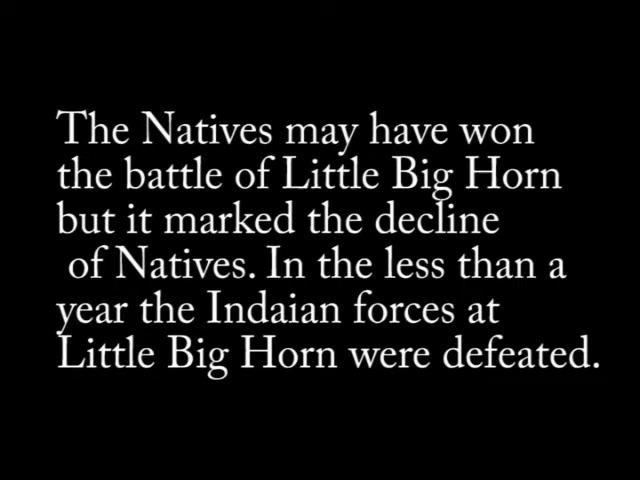 The Natives may have won
the battle of Little Big Horn
but it marked the decline
of Natives. In the less than a
year the Indaian forces at
Little Big Horn were defeated.